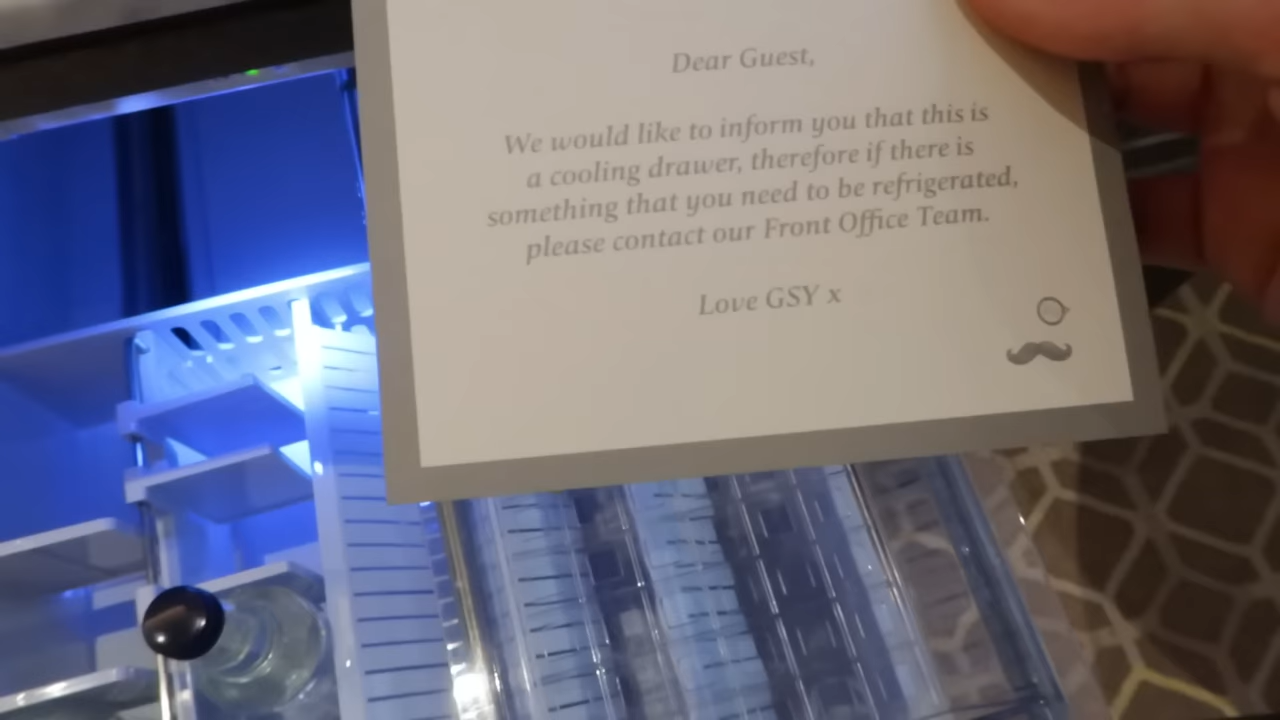 Dear Guest,
We would like to inform you that this is
a cooling drawer, therefore if there is
something that you need to be refrigerated,
please contact our Front Office Team.
Love GSY x